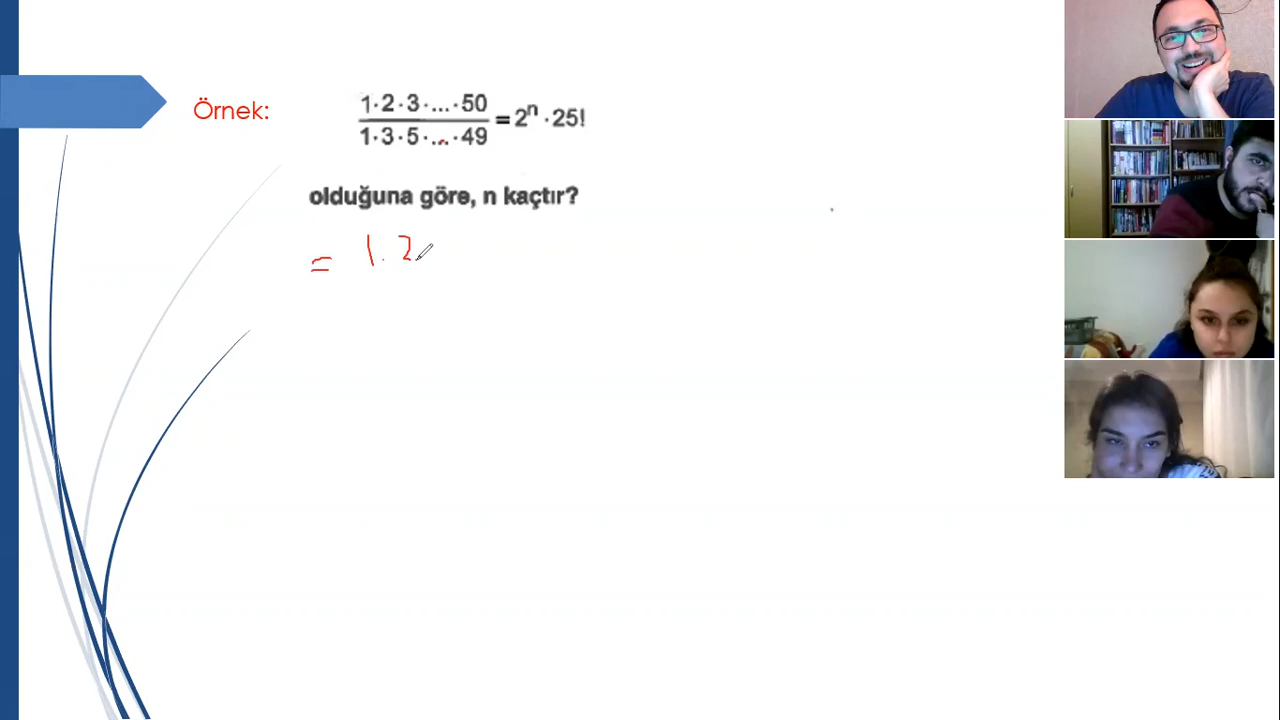 Örnek:
1·2·3·...·50
1·3·5·...·49
=2ⁿ·25!
olduğuna göre, n kaçtır?
= 1.2